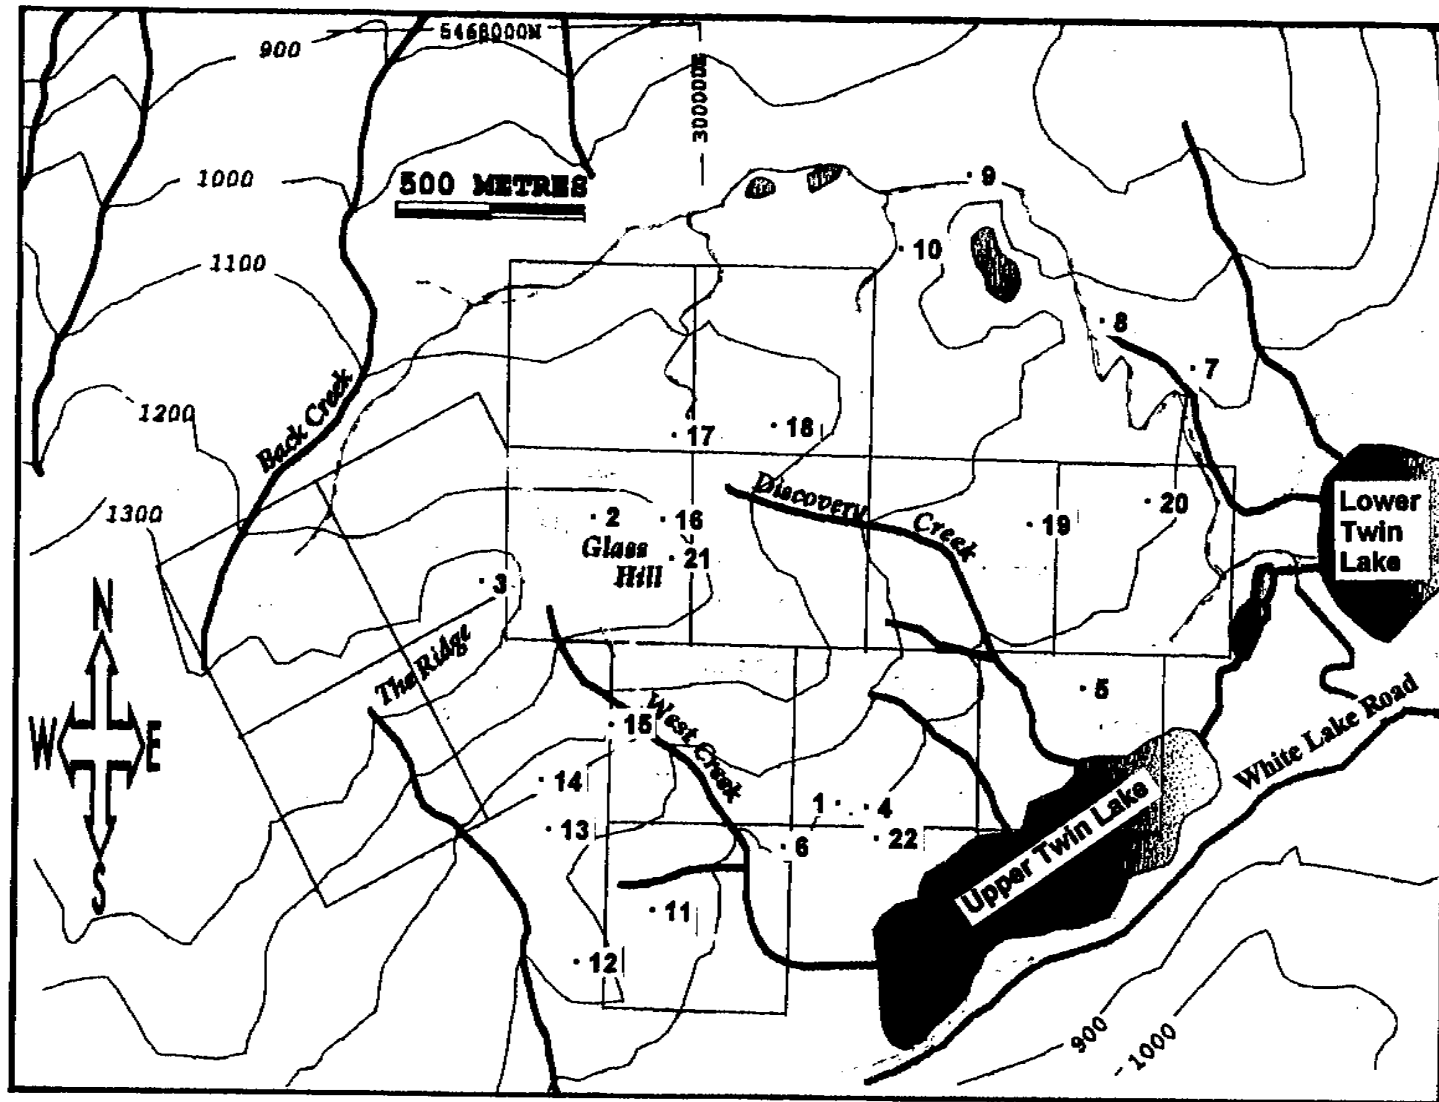 5468000N
900
300000E
1000
500 METRES
9
10
1100
8
7
1200
Back Creek
17
18
Discovery
Creek
1300
2
16
19
20
Lower
Twin
Lake
Glass
Hill
21
3
N
The Ridge
5
West Creek
15
W
E
White Lake Road
14
1
4
13
6
22
Upper Twin Lake
S
11
12
900
1000